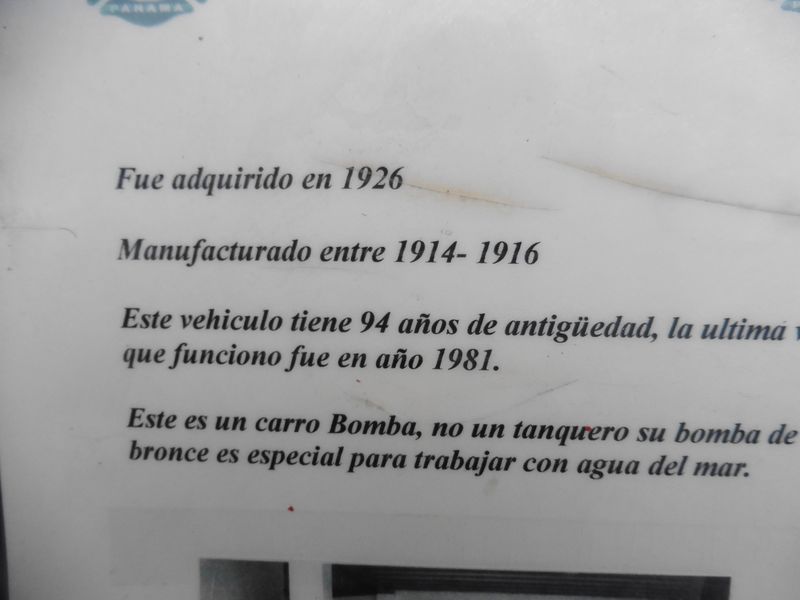 PANAMA
Fue adquirido en 1926
Manufacturado entre 1914- 1916
Este vehiculo tiene 94 años de antigüedad, la ultima
que funciono fue en año 1981.
Este es un carro Bomba, no un tanquero su bomba de
bronce es especial para trabajar con agua del mar.